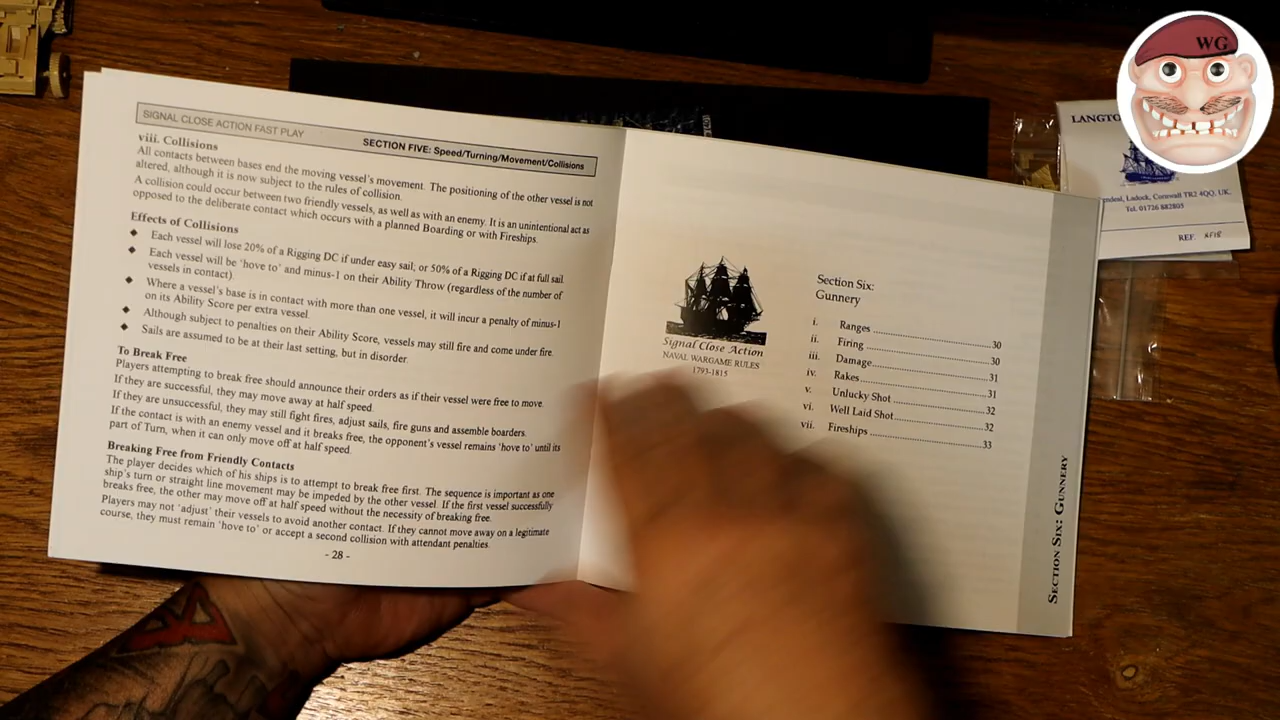 SIGNAL CLOSE ACTION FAST PLAY
SECTION FIVE: Speed/Turning/Movement/Collisions
viii. Collisions
All contacts between bases end the moving vessel's movement. The positioning of the other vessel is not
altered, although it is now subject to the rules of collision.
A collision could occur between two friendly vessels, as well as with an enemy. It is an unintentional act as
opposed to the deliberate contact which occurs with a planned Boarding or with Fireships.
Effects of Collisions
◆ Each vessel will lose 20% of a Rigging DC if under easy sail, or 50% of a Rigging DC if at full sail.
◆ Each vessel will be 'hove to' and minus-1 on their Ability Throw (regardless of the number of
vessels in contact).
◆ Where a vessel's base is in contact with more than one vessel, it will incur a penalty of minus-1
on its Ability Score per extra vessel.
◆ Although subject to penalties on their Ability Score, vessels may still fire and come under fire.
◆ Sails are assumed to be at their last setting, but in disorder.
To Break Free
Players attempting to break free should announce their orders as if their vessel were free to move.
If they are successful, they may move away at half speed.
If they are unsuccessful, they may still fight fires, adjust sails, fire guns and assemble boarders.
If the contact is with an enemy and it breaks free, the opponent's vessel remains 'hove to' until its
part of Turn, when it can only move off at half speed.
Breaking Free from Friendly Contacts
The player decides which of his ships is to attempt to break free first. The sequence is important as one
ship's turn or straight line movement may be impeded by the other vessel. If the first vessel successfully
breaks free, the other may move off at half speed without the necessity of breaking free.
Players may not 'adjust' their vessels to avoid another contact. If they cannot move away on a legitimate
course, they must remain 'hove to' or accept a second collision with attendant penalties.
- 28 -
Signal Close Action
NAVAL WARGAME RULES
1793-1815
Section Six:
Gunnery
i. Ranges ........ 30
ii. Firing ........ 30
iii. Damage ........ 31
iv. Rakes ........ 31
v. Unlucky Shot ........ 32
vi. Well Laid Shot ........ 32
vii. Fireships ........ 33
SECTION SIX: GUNNERY
WG
Ladock, Cornwall TR2 4QO, UK.
Tel. 01726 882805
REF.